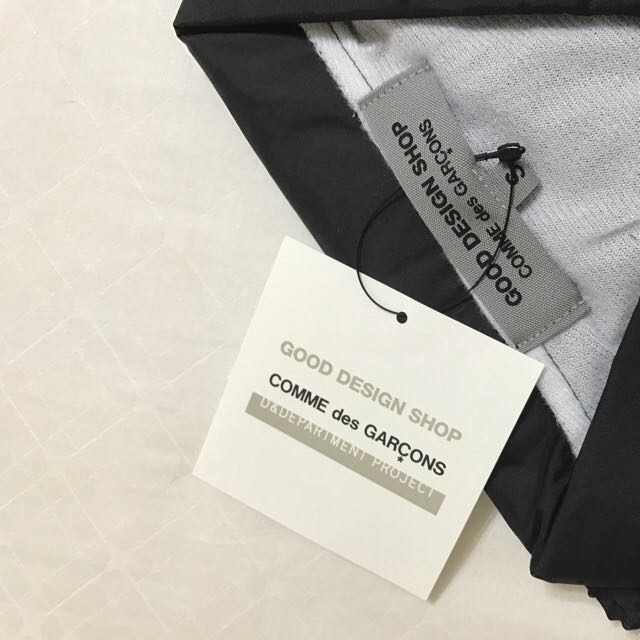 GOOD DESIGN SHOP
COMME des GARÇONS
S
GOOD DESIGN SHOP
COMME des GARÇONS
D&DEPARTMENT PROJECT